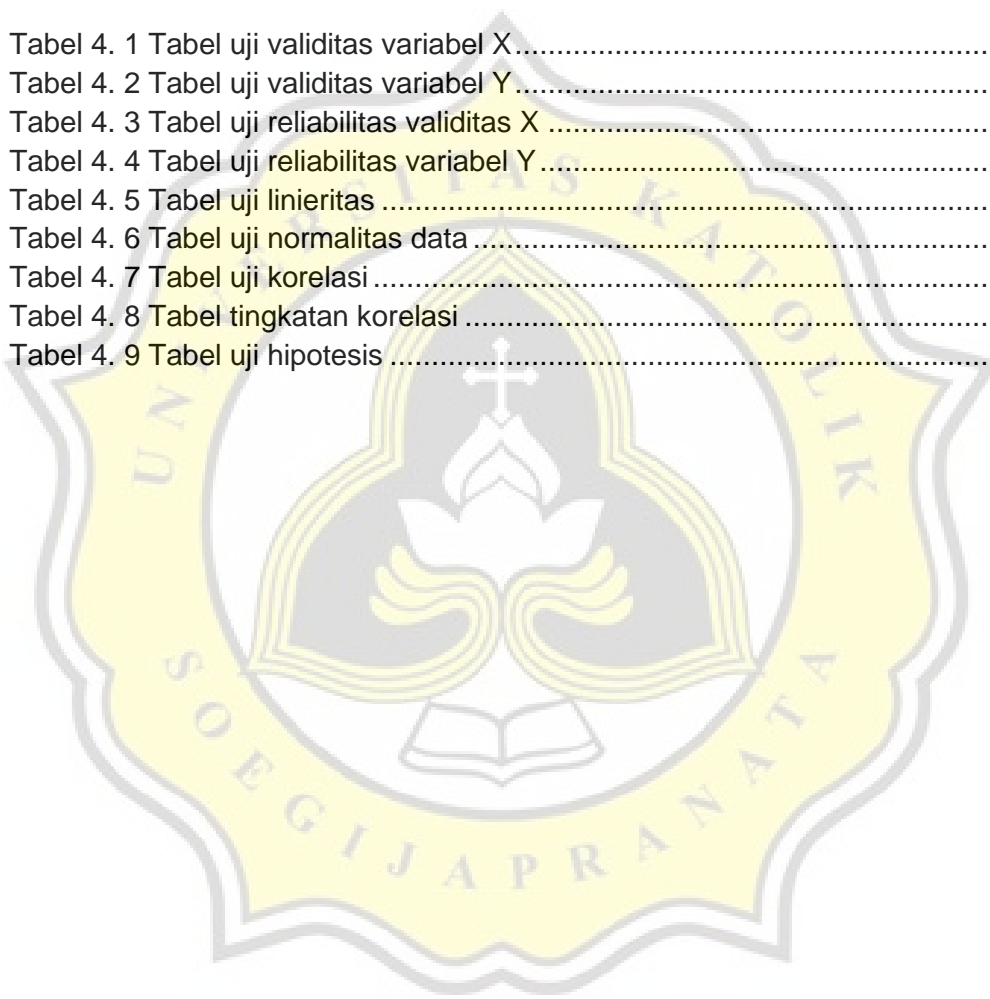 Tabel 4. 1 Tabel uji validitas variabel X..........................................................
Tabel 4. 2 Tabel uji validitas variabel Y..........................................................
Tabel 4. 3 Tabel uji reliabilitas validitas X ......................................................
Tabel 4. 4 Tabel uji reliabilitas variabel Y.......................................................
Tabel 4. 5 Tabel uji linieritas ..........................................................................
Tabel 4. 6 Tabel uji normalitas data ...............................................................
Tabel 4. 7 Tabel uji korelasi ...........................................................................
Tabel 4. 8 Tabel tingkatan korelasi ................................................................
Tabel 4. 9 Tabel uji hipotesis .........................................................................
UNIVERSITAS KATOLIK
SOEGIJAPRANATA